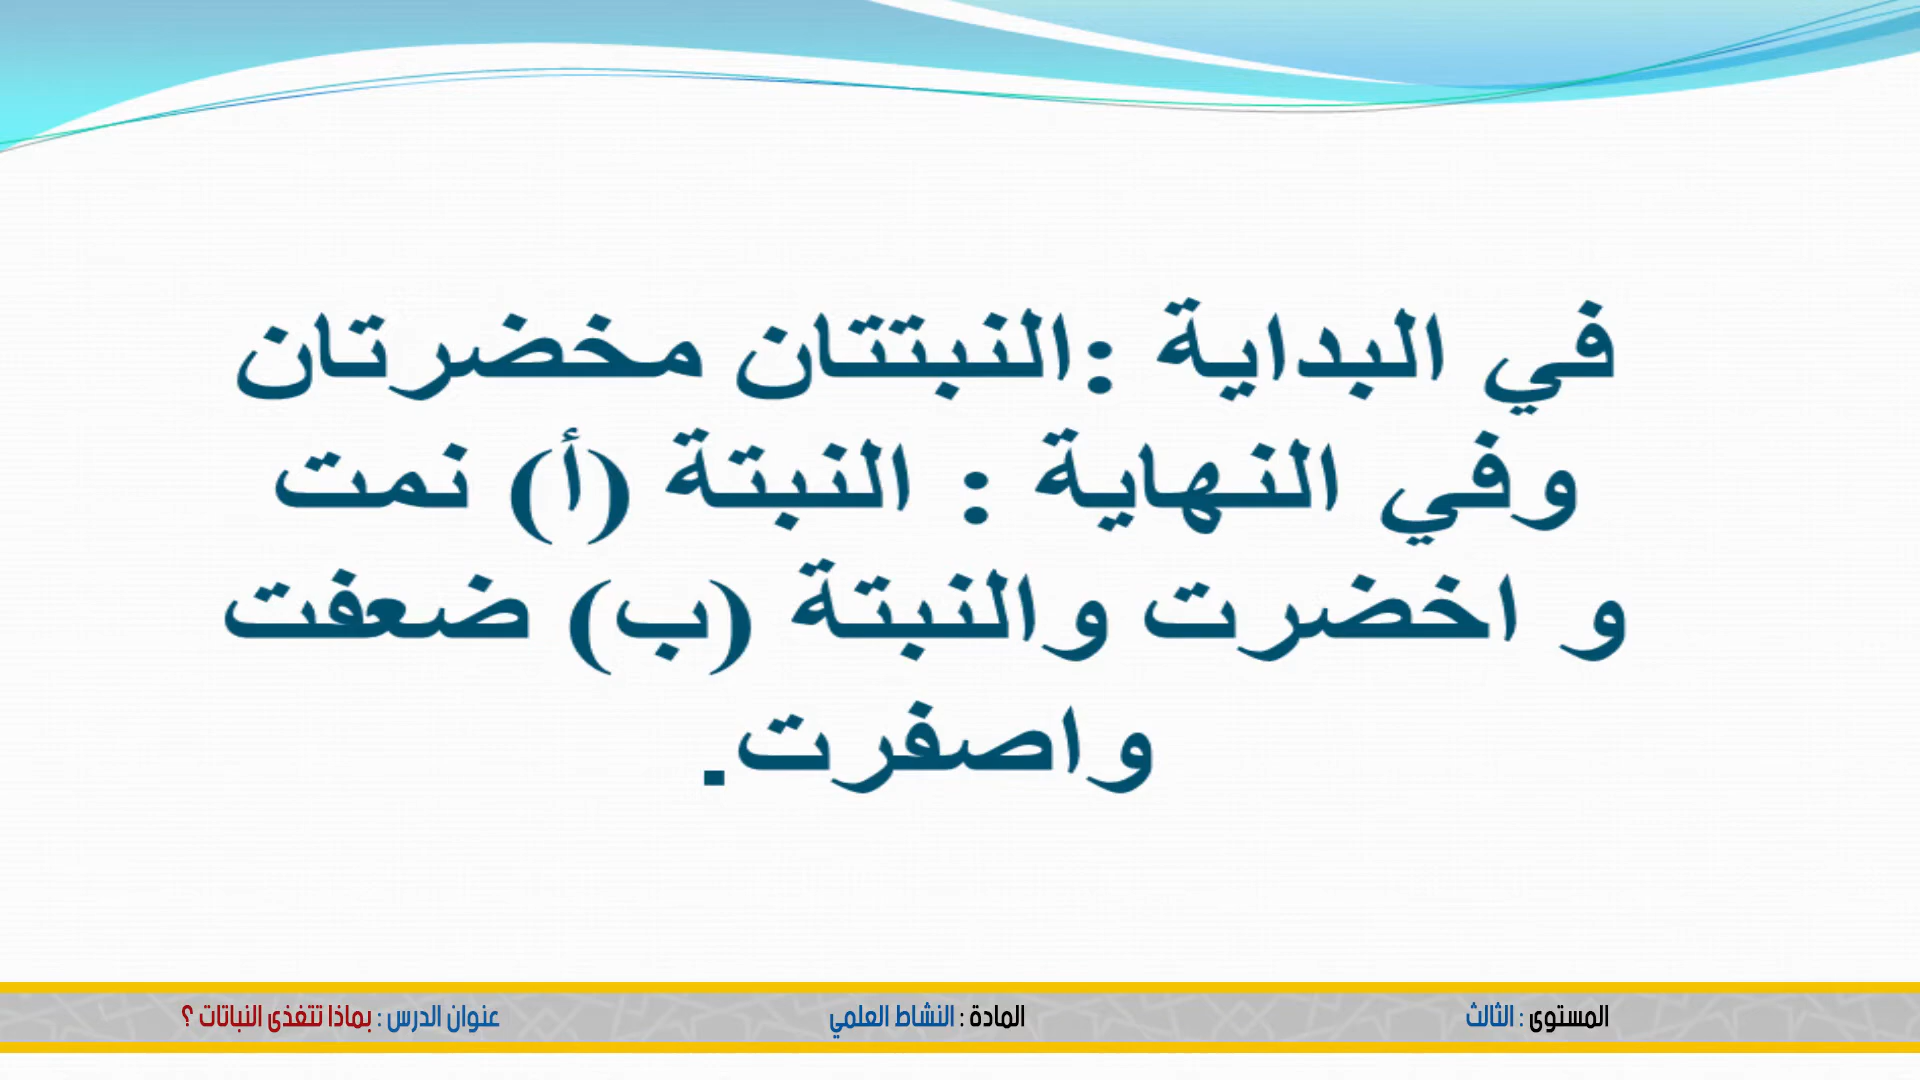 في البداية :النبتتان مخضرتان
وفي النهاية : النبتة (أ) نمت
و اخضرت والنبتة (ب) ضعفت
واصفرت.
المستوى : الثالث
المادة : النشاط العلمي
عنوان الدرس : بماذا تتغذى النباتات ؟